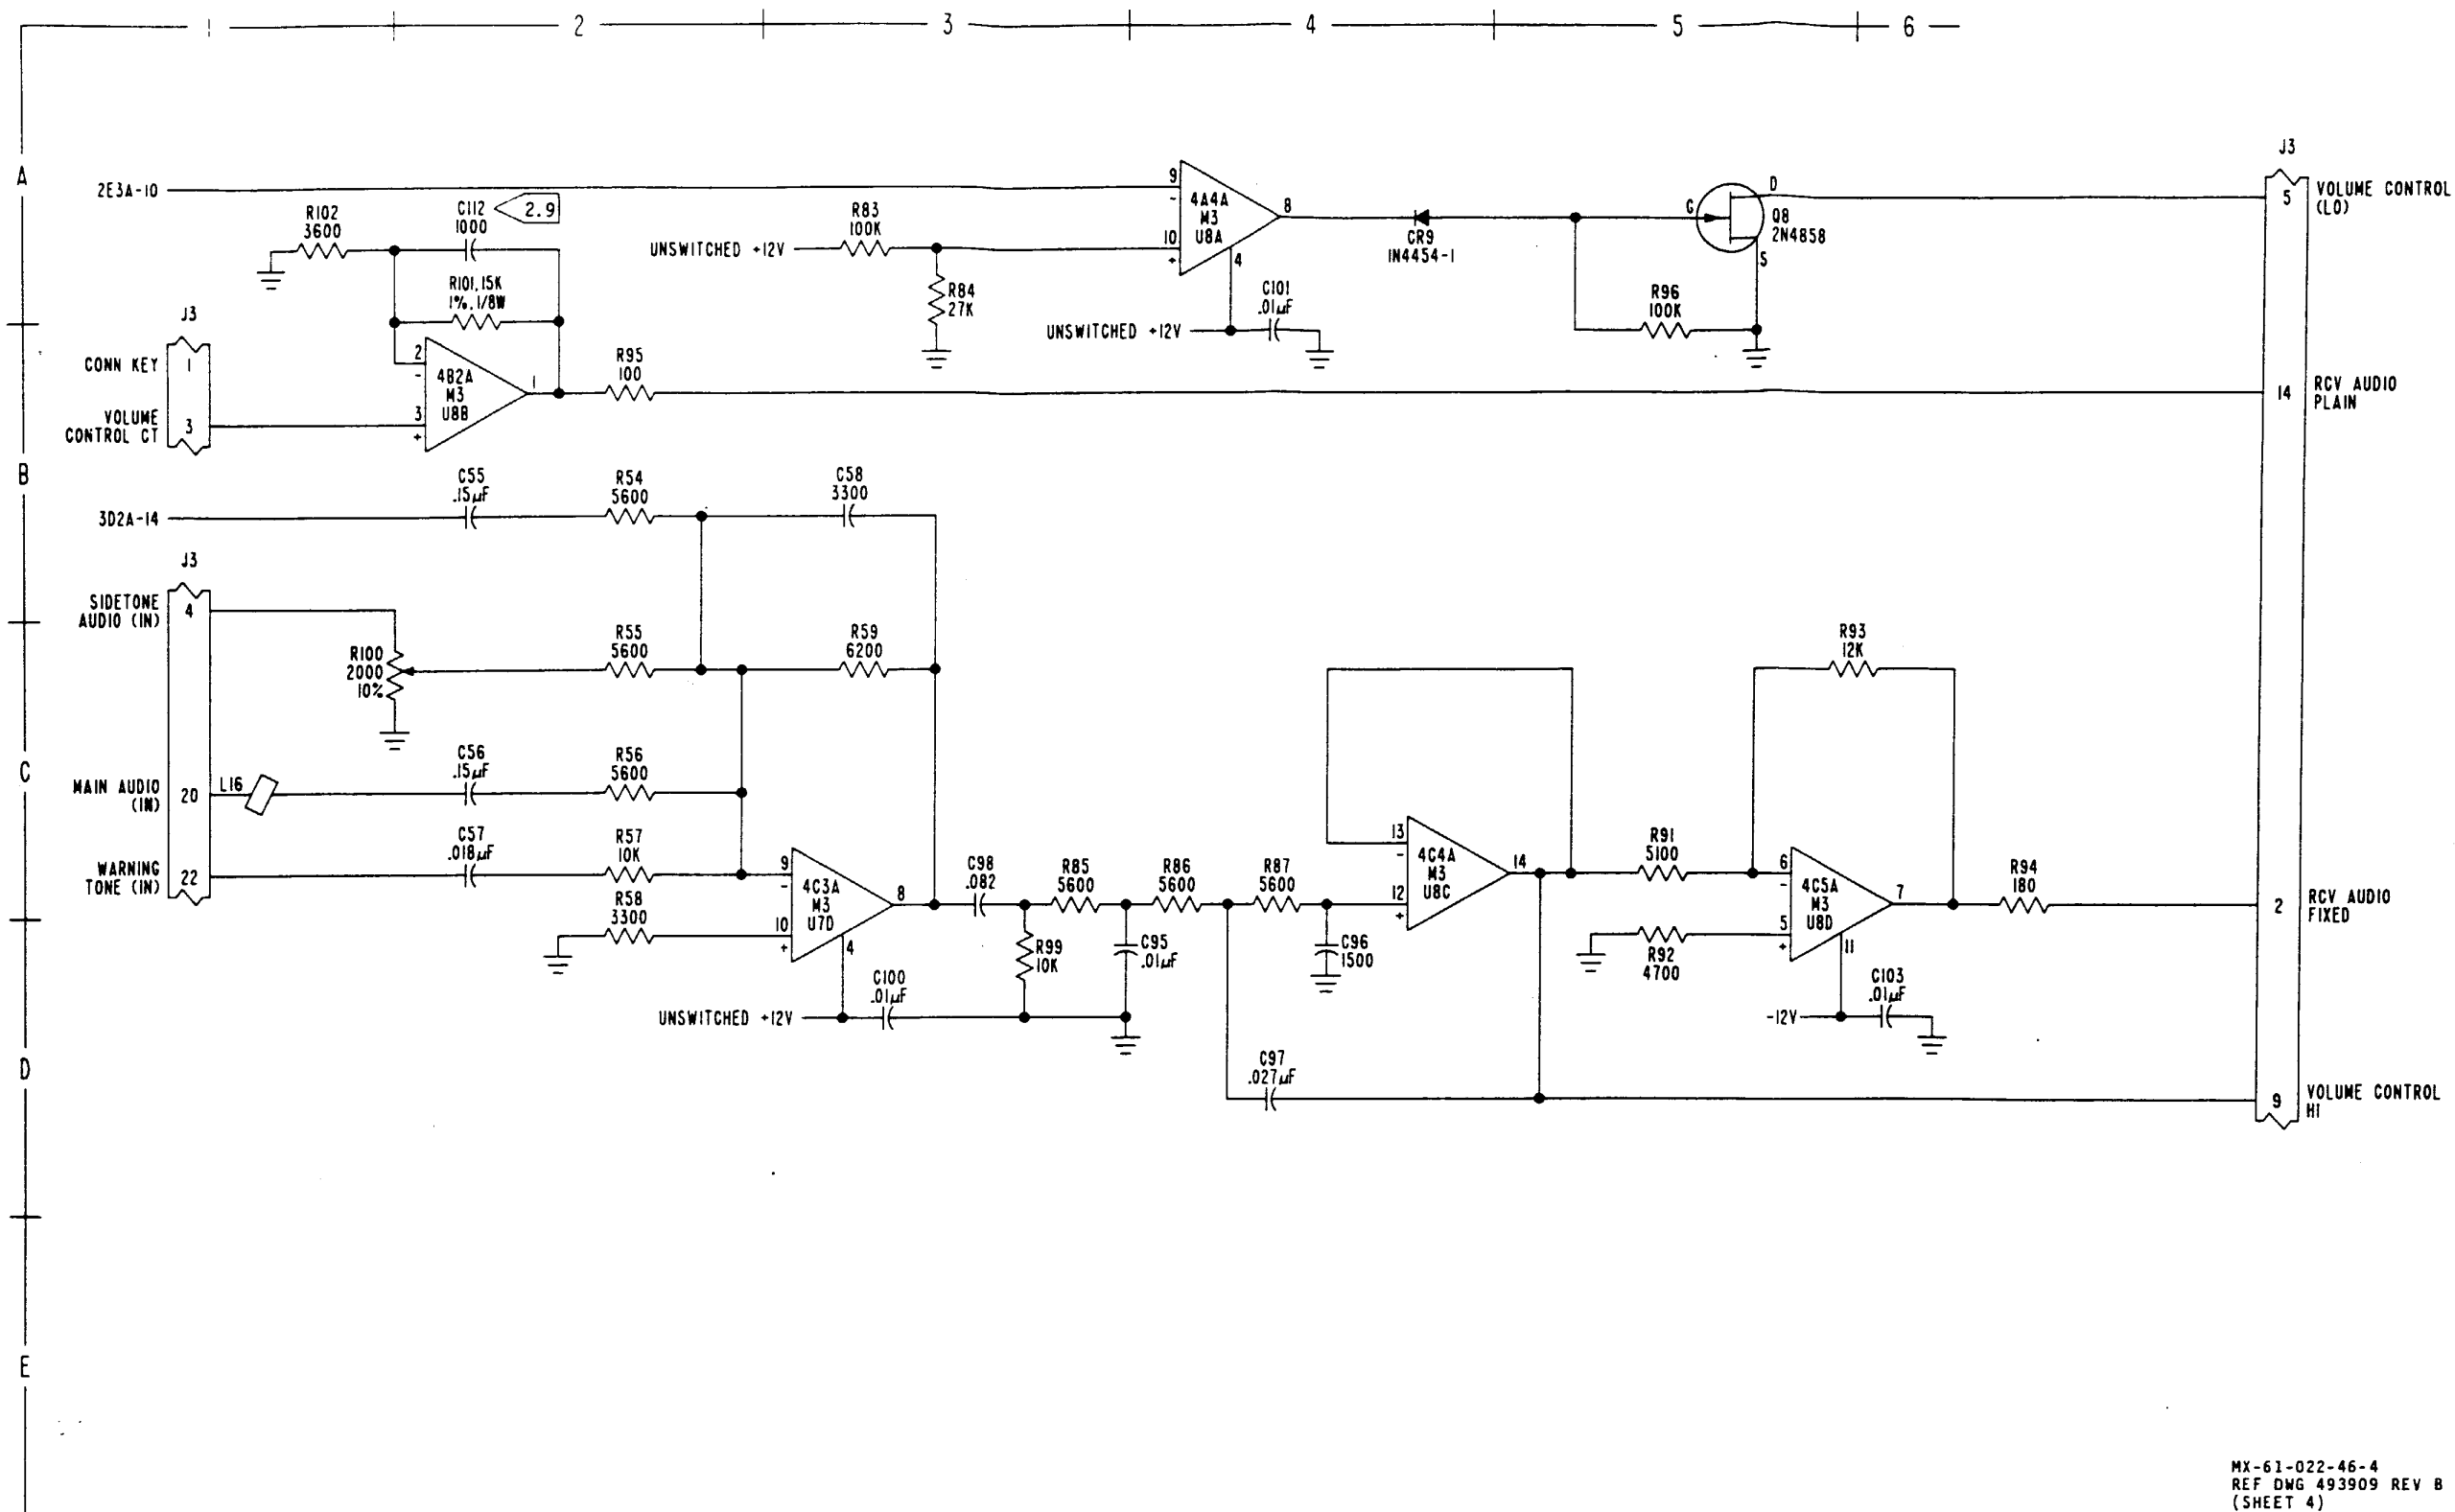 1 2 3 4 5 6
A
2E3A-10
R102
3600
C112
1000
2.9
UNSWITCHED +12V
R83
100K
R84
27K
9
-
10
+
4A4A
M3
U8A
8
4
UNSWITCHED +12V
C101
.01µF
CR9
1N4454-1
G
D
S
Q8
2N4858
R96
100K
J3
5
VOLUME CONTROL
(LO)
R101,15K
1%,1/8W
J3
CONN KEY
1
VOLUME
CONTROL CT
3
2
-
3
+
4B2A
M3
U8B
1
R95
100
14
RCV AUDIO
PLAIN
B
3D2A-14
C55
.15µF
R54
5600
C58
3300
J3
SIDETONE
AUDIO (IN)
4
R100
2000
10%
R55
5600
R59
6200
R93
12K
C
MAIN AUDIO
(IN)
20
L16
C56
.15µF
R56
5600
WARNING
TONE (IN)
22
C57
.018µF
R57
10K
R58
3300
9
-
10
+
4C3A
M3
U7D
8
4
UNSWITCHED +12V
C100
.01µF
C98
.082
R99
10K
R85
5600
C95
.01µF
R86
5600
R87
5600
C96
1500
13
-
12
+
4C4A
M3
U8C
14
R91
5100
R92
4700
6
-
5
+
4C5A
M3
U8D
7
11
-12V
C103
.01µF
R94
180
2
RCV AUDIO
FIXED
D
C97
.027µF
9
VOLUME CONTROL
HI
E
MX-61-022-46-4
REF DWG 493909 REV B
(SHEET 4)